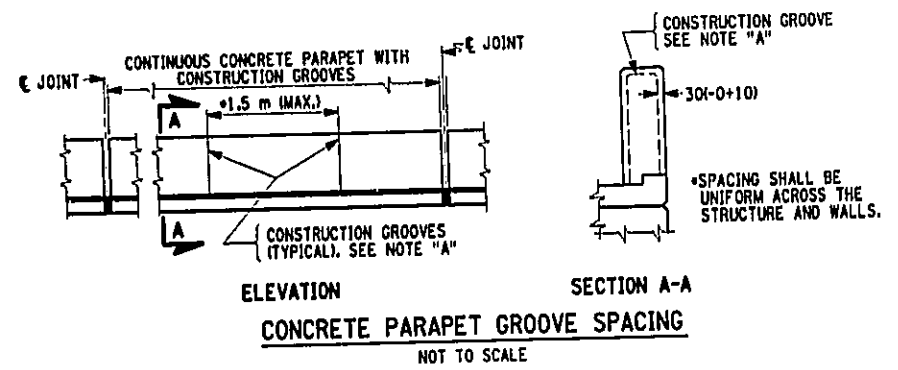 CONTINUOUS CONCRETE PARAPET WITH
CONSTRUCTION GROOVES
℄ JOINT
℄ JOINT
*1.5 m (MAX.)
A
A
CONSTRUCTION GROOVES
(TYPICAL). SEE NOTE "A"
ELEVATION
CONSTRUCTION GROOVE
SEE NOTE "A"
30(-0+10)
*SPACING SHALL BE
UNIFORM ACROSS THE
STRUCTURE AND WALLS.
SECTION A-A
CONCRETE PARAPET GROOVE SPACING
NOT TO SCALE